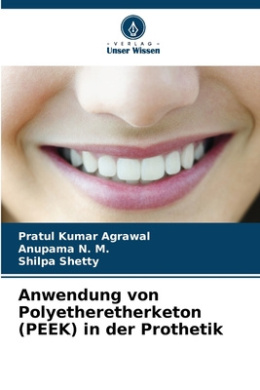 VERLAG
Unser Wissen
Pratul Kumar Agrawal
Anupama N. M.
Shilpa Shetty
Anwendung von
Polyetheretherketon
(PEEK) in der Prothetik